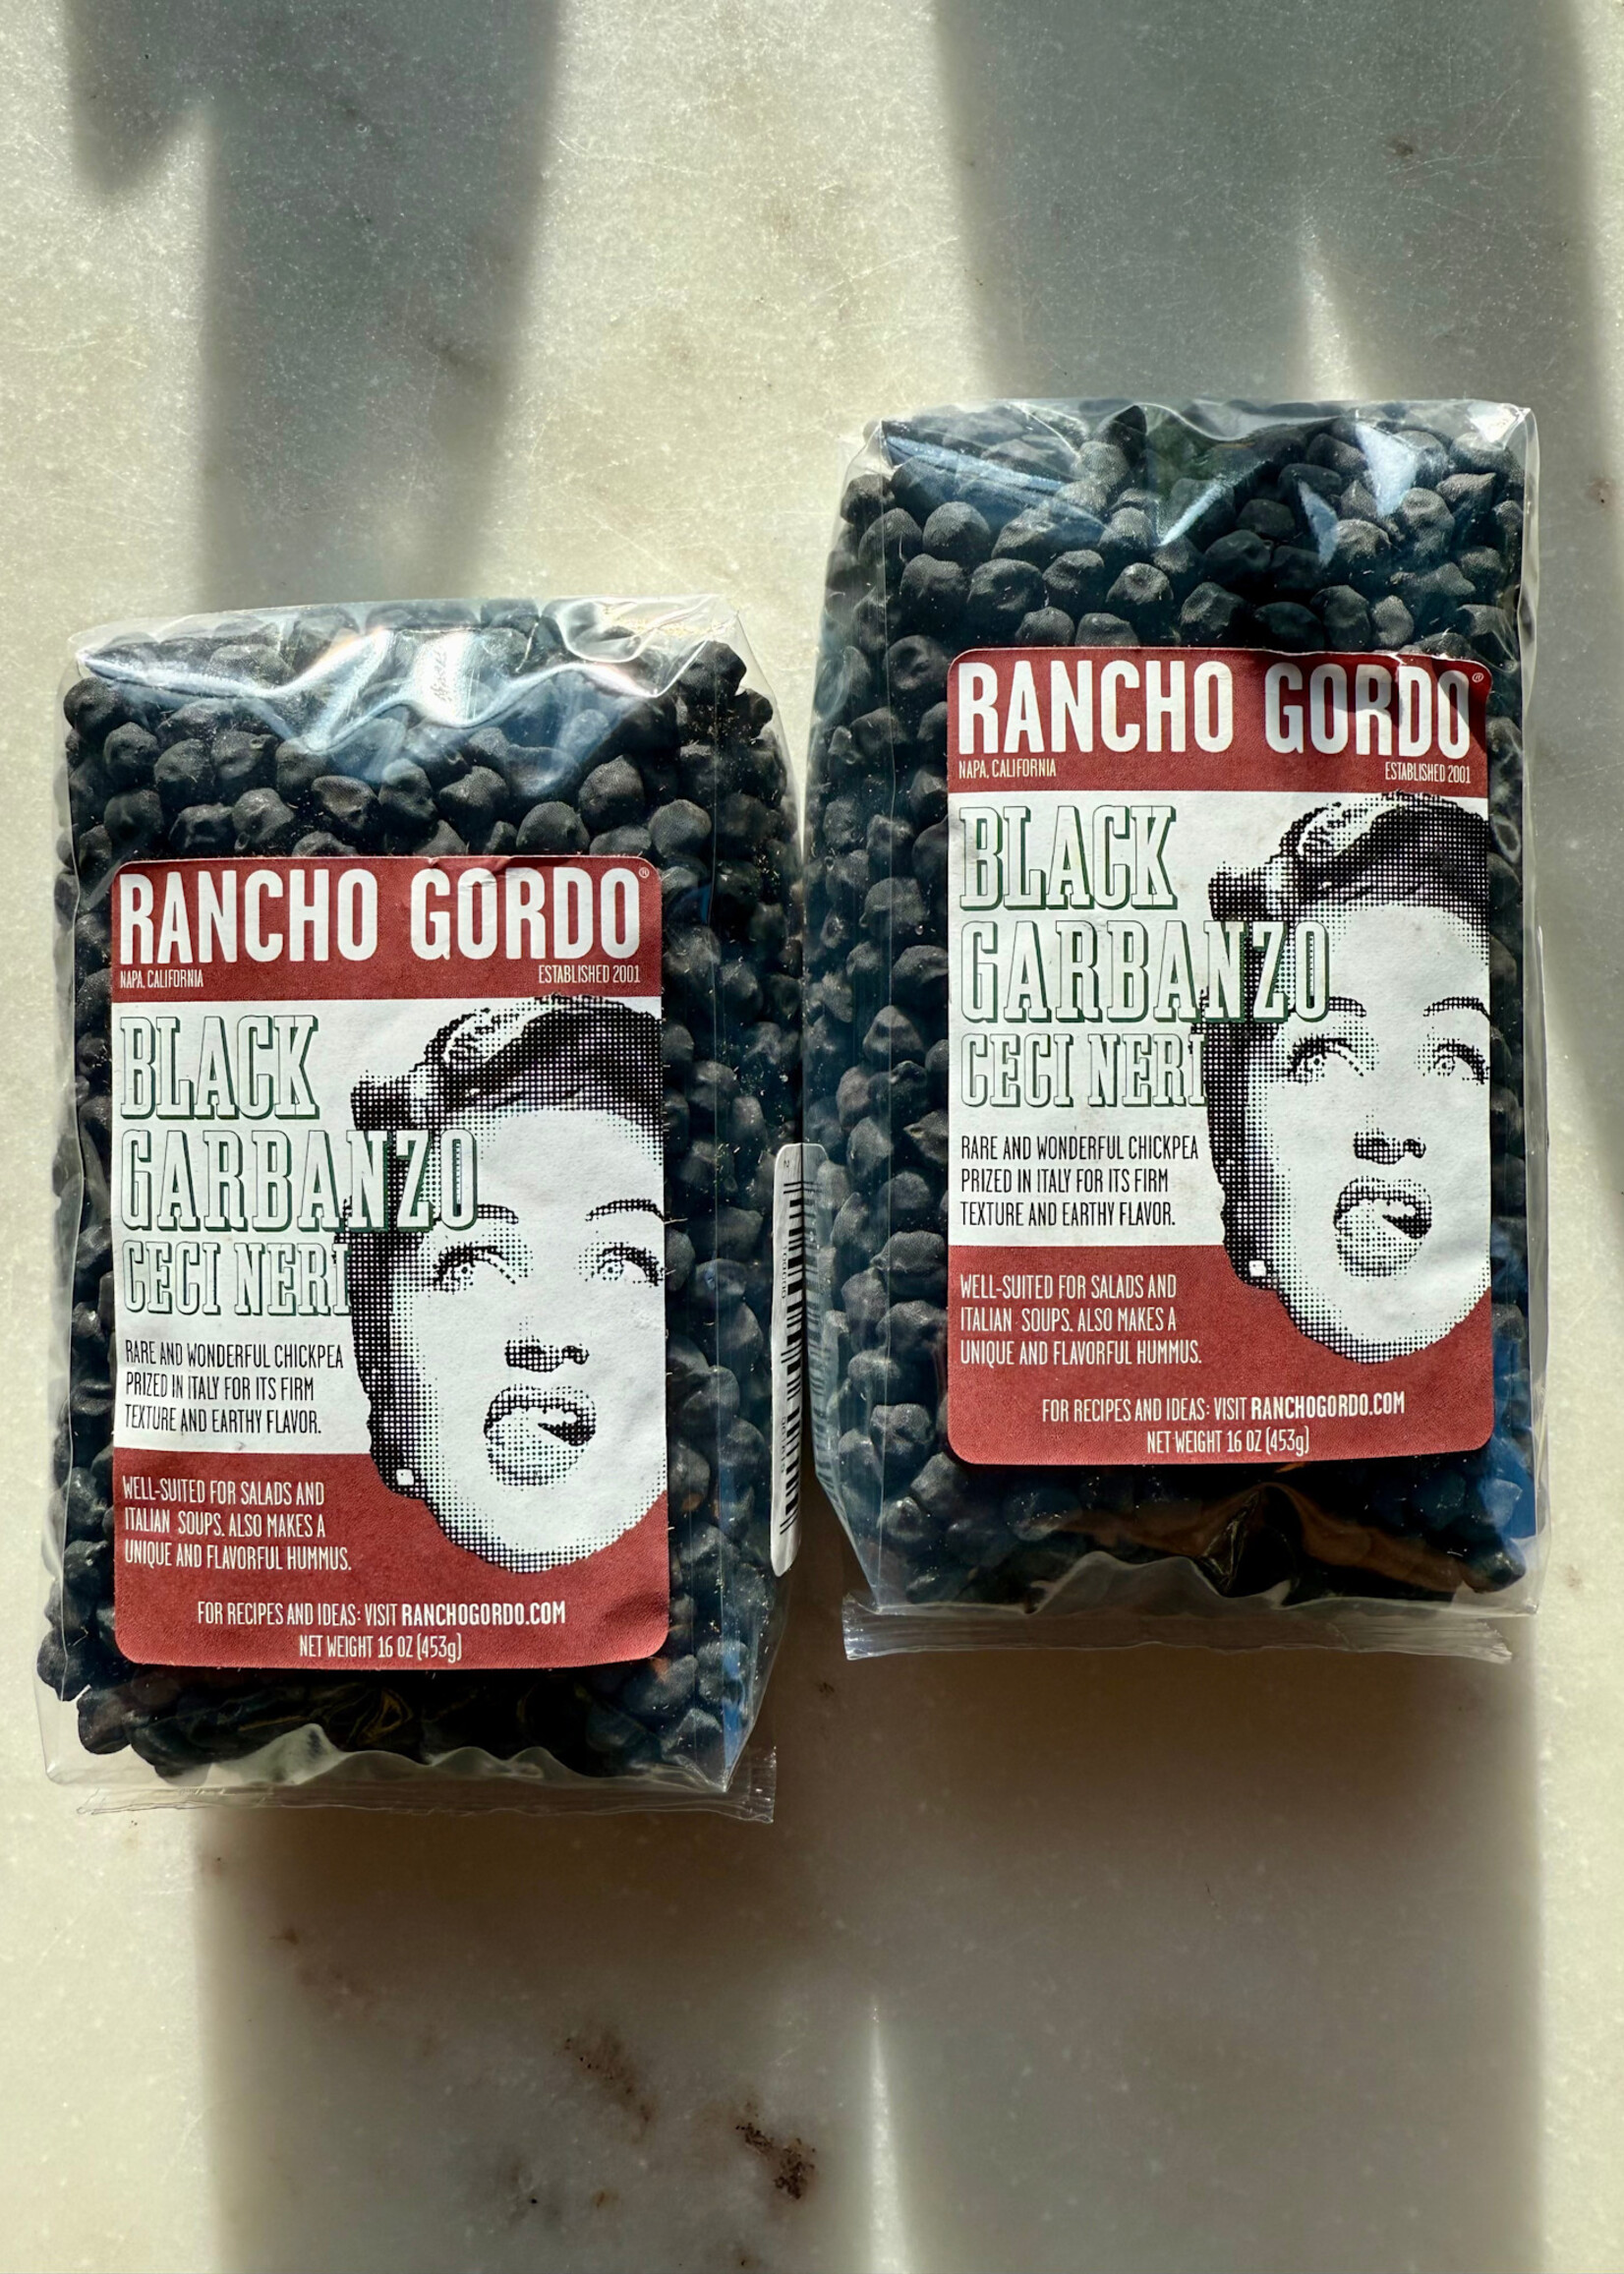 RANCHO GORDO®
NAPA, CALIFORNIA ESTABLISHED 2001
BLACK
GARBANZO
CECI NERI
RARE AND WONDERFUL CHICKPEA
PRIZED IN ITALY FOR ITS FIRM
TEXTURE AND EARTHY FLAVOR.
WELL-SUITED FOR SALADS AND
ITALIAN SOUPS. ALSO MAKES A
UNIQUE AND FLAVORFUL HUMMUS.
FOR RECIPES AND IDEAS: VISIT RANCHOGORDO.COM
NET WEIGHT 16 OZ (453g)
RANCHO GORDO®
NAPA, CALIFORNIA ESTABLISHED 2001
BLACK
GARBANZO
CECI NERI
RARE AND WONDERFUL CHICKPEA
PRIZED IN ITALY FOR ITS FIRM
TEXTURE AND EARTHY FLAVOR.
WELL-SUITED FOR SALADS AND
ITALIAN SOUPS. ALSO MAKES A
UNIQUE AND FLAVORFUL HUMMUS.
FOR RECIPES AND IDEAS: VISIT RANCHOGORDO.COM
NET WEIGHT 16 OZ (453g)